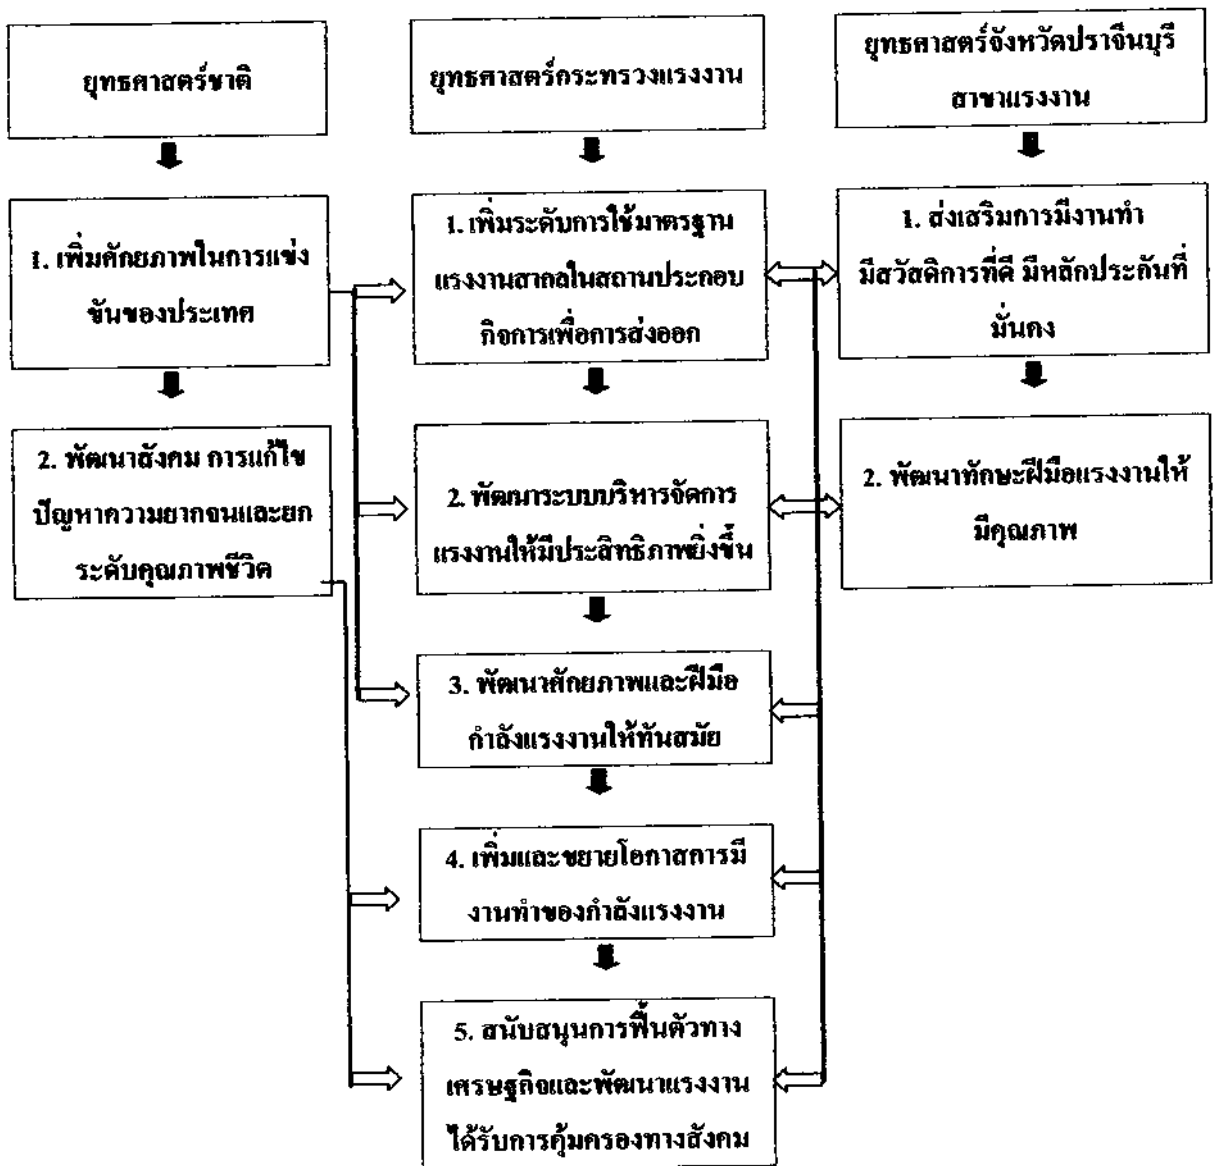 ยุทธศาสตร์ชาติ
ยุทธศาสตร์กระทรวงแรงงาน
ยุทธศาสตร์จังหวัดปราจีนบุรี
สาขาแรงงาน
1. เพิ่มศักยภาพในการแข่ง
ขันของประเทศ
2. พัฒนาสังคม การแก้ไข
ปัญหาความยากจนและยก
ระดับคุณภาพชีวิต
1. เพิ่มระดับการใช้มาตรฐาน
แรงงานสากลในสถานประกอบ
กิจการเพื่อการส่งออก
2. พัฒนาระบบบริหารจัดการ
แรงงานให้มีประสิทธิภาพยิ่งขึ้น
3. พัฒนาศักยภาพและฝีมือ
กำลังแรงงานให้ทันสมัย
4. เพิ่มและขยายโอกาสการมี
งานทำของกำลังแรงงาน
5. สนับสนุนการฟื้นตัวทาง
เศรษฐกิจและพัฒนาแรงงาน
ได้รับการคุ้มครองทางสังคม
1. ส่งเสริมการมีงานทำ
มีสวัสดิการที่ดี มีหลักประกันที่
มั่นคง
2. พัฒนาทักษะฝีมือแรงงานให้
มีคุณภาพ